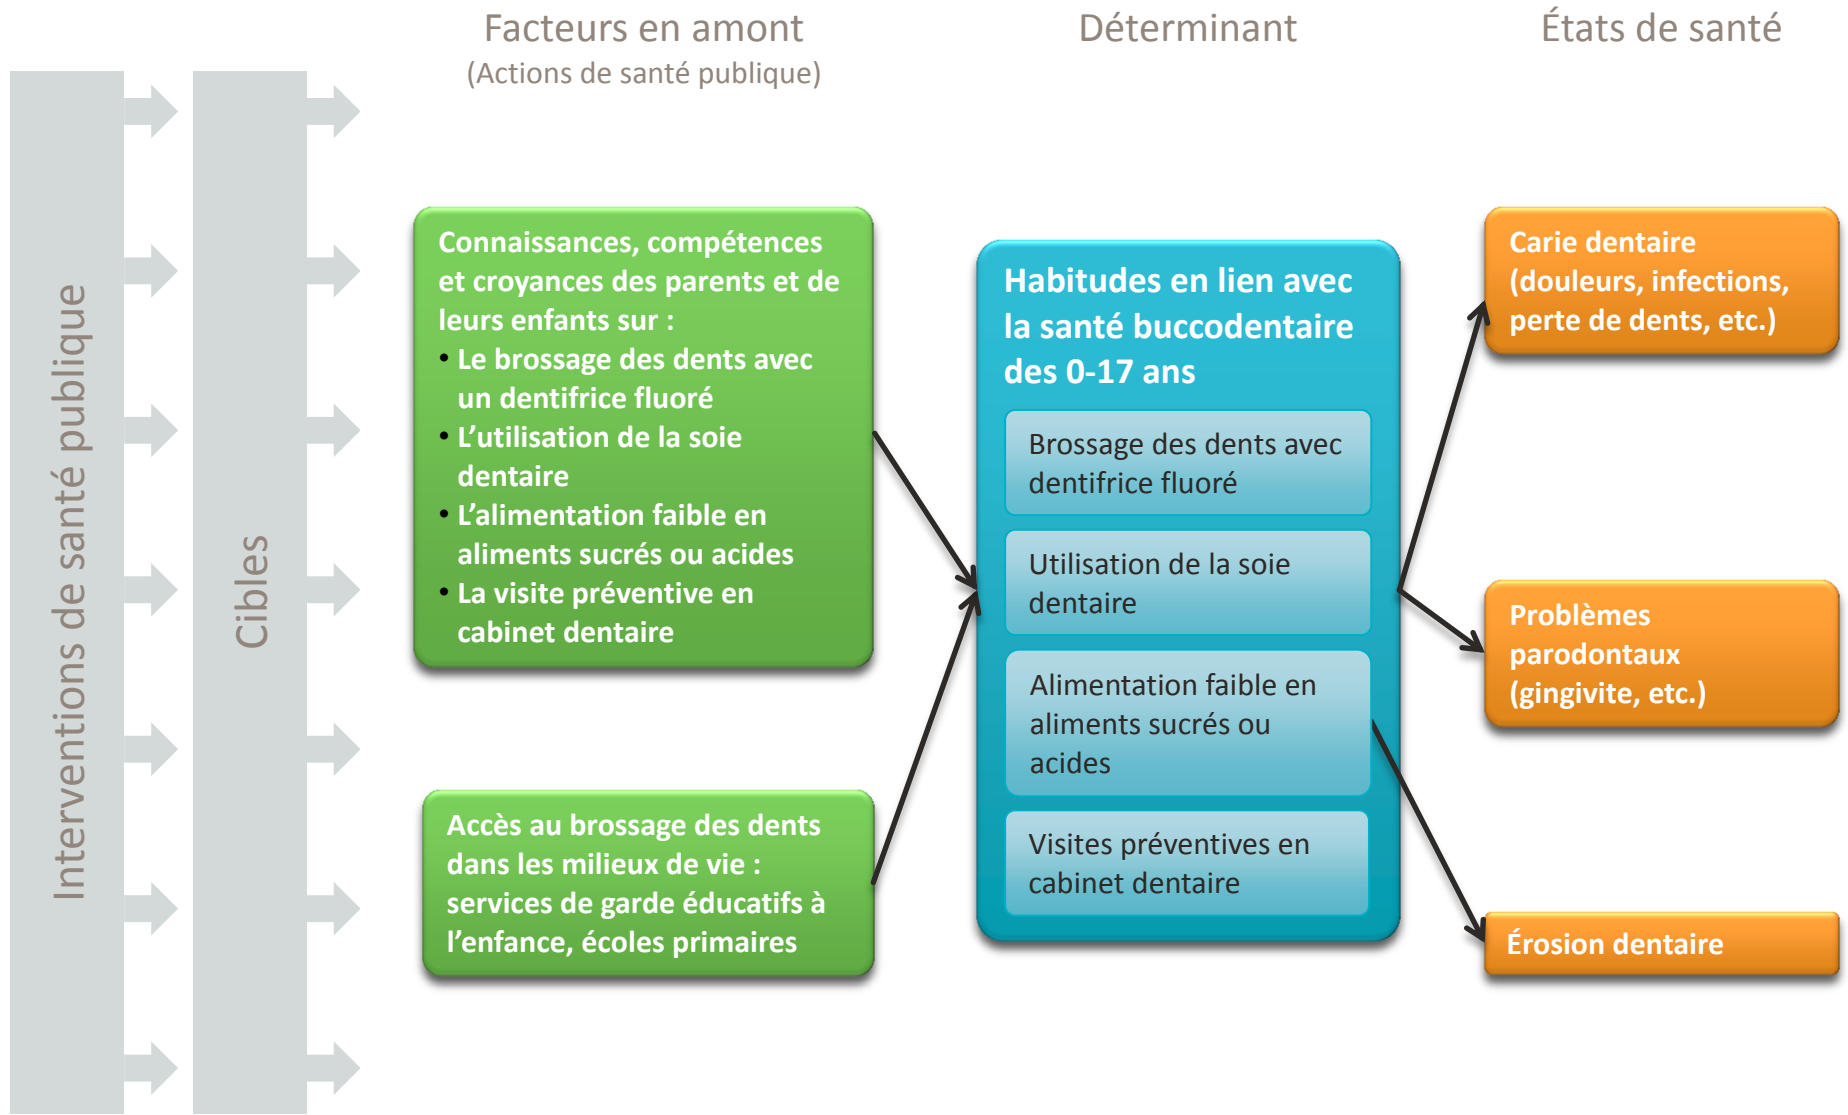 Facteurs en amont
(Actions de santé publique)
Déterminant
États de santé
Interventions de santé publique
Cibles
Connaissances, compétences
et croyances des parents et de
leurs enfants sur :
• Le brossage des dents avec
un dentifrice fluoré
• L’utilisation de la soie
dentaire
• L’alimentation faible en
aliments sucrés ou acides
• La visite préventive en
cabinet dentaire
Accès au brossage des dents
dans les milieux de vie :
services de garde éducatifs à
l’enfance, écoles primaires
Habitudes en lien avec
la santé buccodentaire
des 0-17 ans
Brossage des dents avec
dentifrice fluoré
Utilisation de la soie
dentaire
Alimentation faible en
aliments sucrés ou
acides
Visites préventives en
cabinet dentaire
Carie dentaire
(douleurs, infections,
perte de dents, etc.)
Problèmes
parodontaux
(gingivite, etc.)
Érosion dentaire